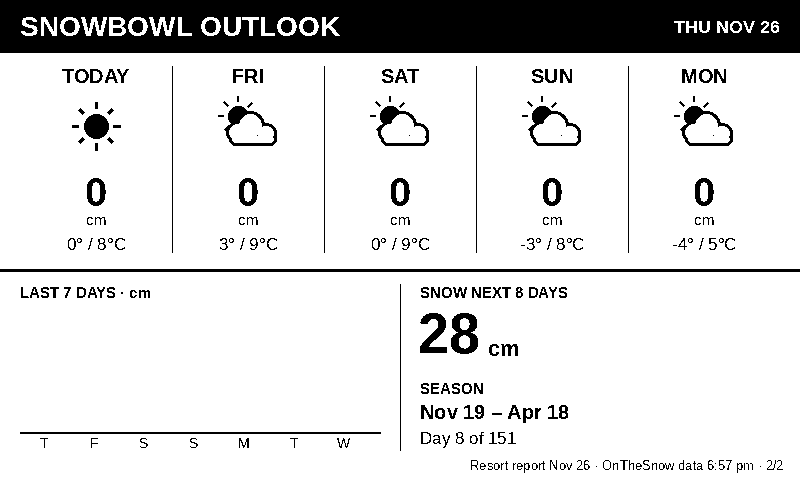 SNOWBOWL OUTLOOK THU NOV 26
TODAY FRI SAT SUN MON
0 0 0 0 0
cm cm cm cm cm
0° / 8°C 3° / 9°C 0° / 9°C -3° / 8°C -4° / 5°C
LAST 7 DAYS · cm
T F S S M T W
SNOW NEXT 8 DAYS
28 cm
SEASON
Nov 19 – Apr 18
Day 8 of 151
Resort report Nov 26 · OnTheSnow data 6:57 pm · 2/2